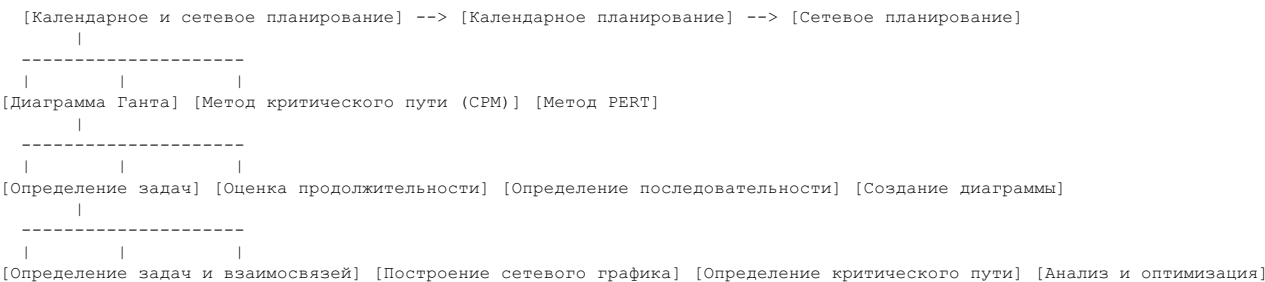 [Календарное и сетевое планирование] --> [Календарное планирование] --> [Сетевое планирование]
|
---------------------
| | |
[Диаграмма Ганта] [Метод критического пути (CPM)] [Метод PERT]
|
---------------------
| | |
[Определение задач] [Оценка продолжительности] [Определение последовательности] [Создание диаграммы]
|
---------------------
| | |
[Определение задач и взаимосвязей] [Построение сетевого графика] [Определение критического пути] [Анализ и оптимизация]